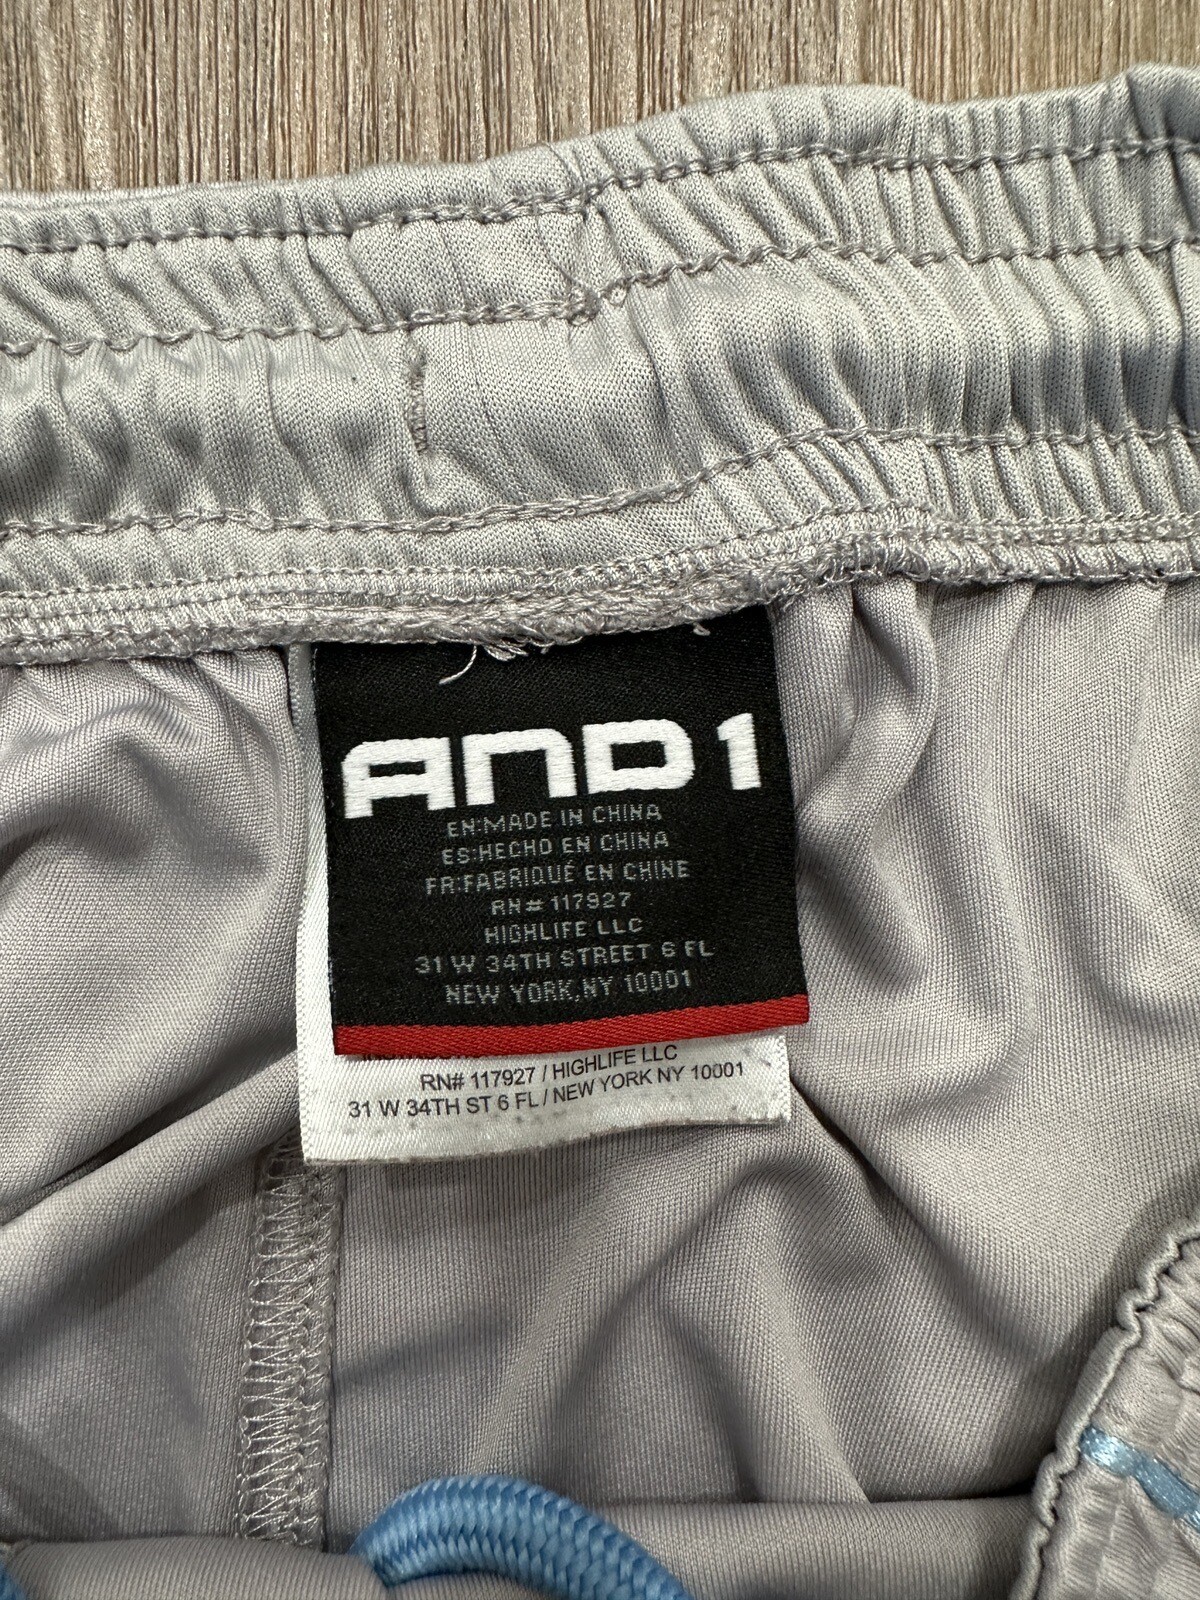 AND1
EN:MADE IN CHINA
ES:HECHO EN CHINA
FR:FABRIQUÉ EN CHINE
RN# 117927
HIGHLIFE LLC
31 W 34TH STREET 6 FL
NEW YORK,NY 10001
RN# 117927 / HIGHLIFE LLC
31 W 34TH ST 6 FL / NEW YORK NY 10001